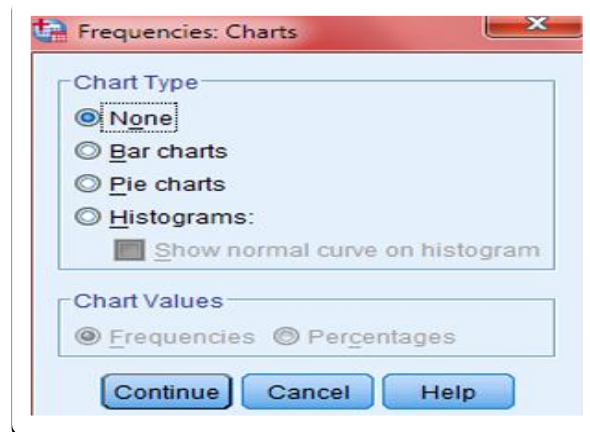 Frequencies: Charts
Chart Type
None
Bar charts
Pie charts
Histograms:
Show normal curve on histogram
Chart Values
Frequencies Percentages
Continue Cancel Help